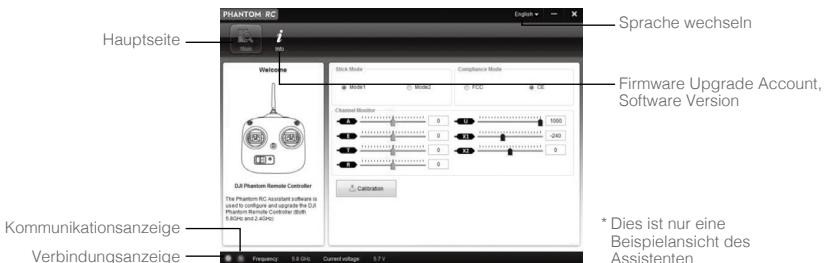 PHANTOM RC
English
Main
Info
Hauptseite
Sprache wechseln
Firmware Upgrade Account,
Software Version
Welcome
DJI Phantom Remote Controller
The Phantom RC Assistant software is
used to configure and upgrade the DJI
Phantom Remote Controller (Both
5.8GHz and 2.4GHz)
Stick Mode
Mode1
Mode2
Compliance Mode
FCC
CE
Channel Monitor
A 0
E 0
T 0
R 0
U 1000
X1 -240
X2 0
Calibration
Kommunikationsanzeige
Verbindungsanzeige
Frequency: 5.8 GHz Current voltage: 5.7 V
* Dies ist nur eine
Beispielansicht des
Assistenten